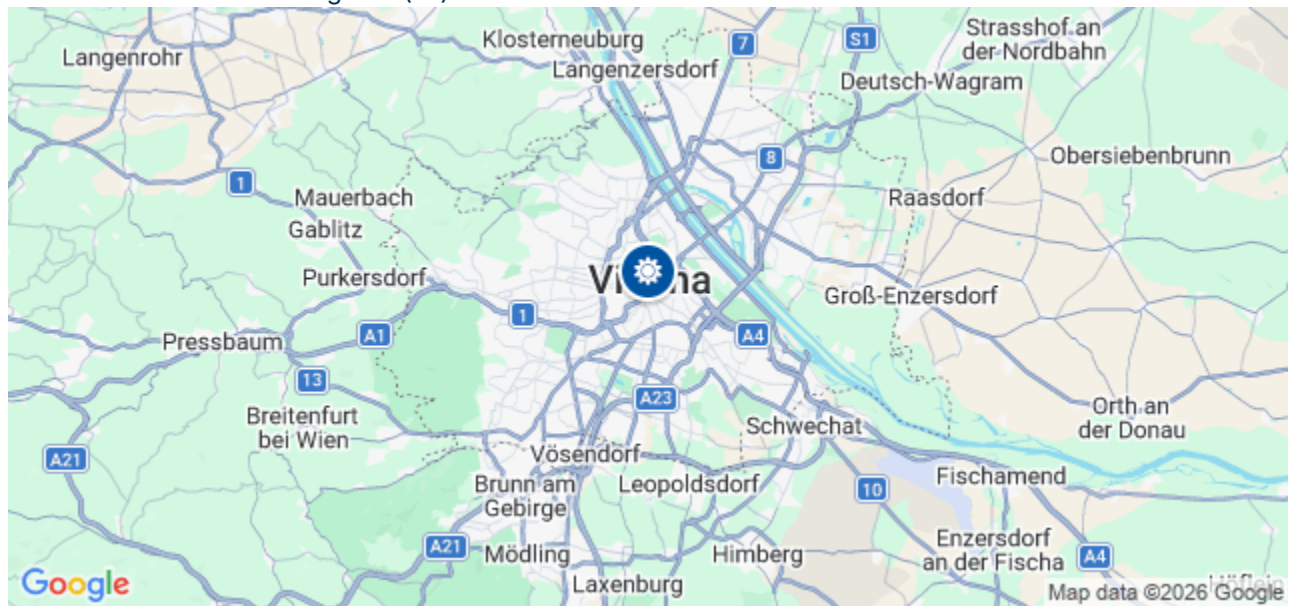 Klosterneuburg
7
S1
Strasshof an
der Nordbahn
Langenrohr
Langenzersdorf
Deutsch-Wagram
8
Obersiebenbrunn
1
Mauerbach
Raasdorf
Gablitz
Purkersdorf
Groß-Enzersdorf
1
A1
A4
Pressbaum
13
A23
Breitenfurt
bei Wien
Schwechat
Orth an
der Donau
A21
Vösendorf
Brunn am
Gebirge
Leopoldsdorf
10
Fischamend
A21
Mödling
Himberg
Enzersdorf
an der Fischa
A4
Google
Laxenburg
Map data ©2026 Google